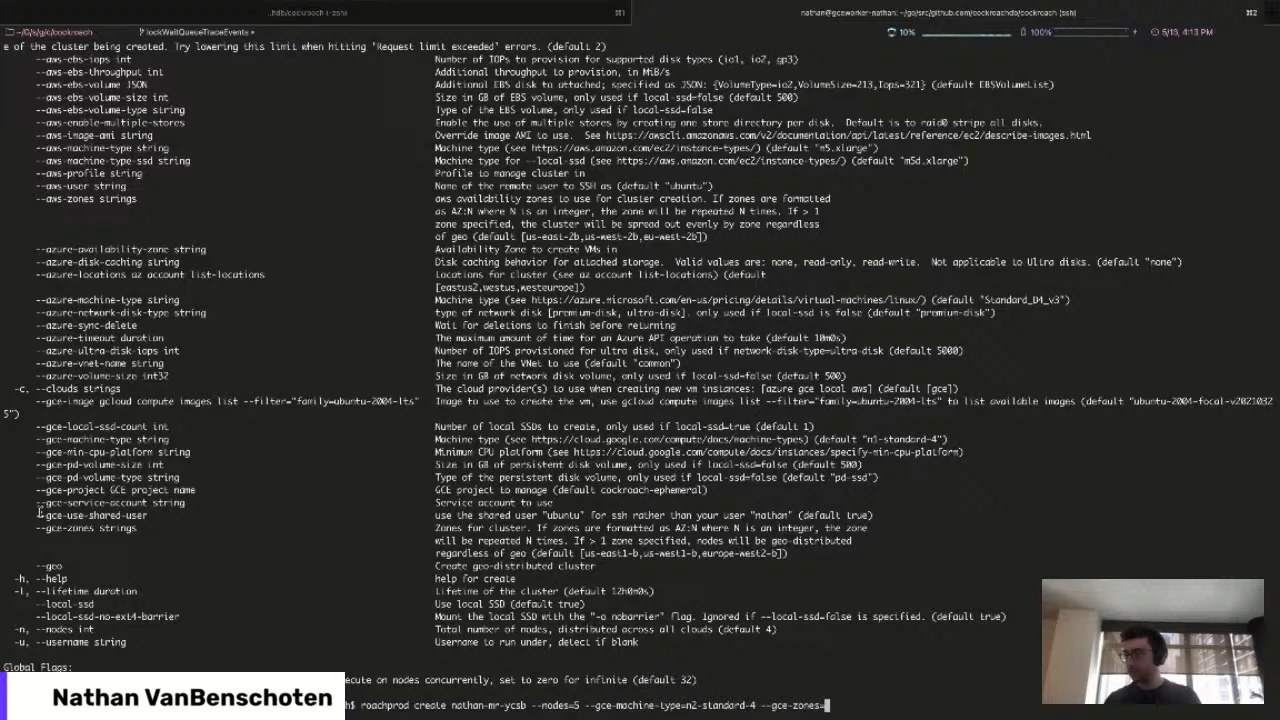 ..hdb/cockroach (-zsh) ⌘1 nathan@gceworker-nathan: ~/go/src/github.com/cockroachdb/cockroach (ssh) ⌘2
~/G/s/g/c/cockroach lockWaitQueueTraceEvents • 10% 100% 5/13, 4:13 PM
e of the cluster being created. Try lowering this limit when hitting 'Request limit exceeded' errors. (default 2)
--aws-ebs-iops int Number of IOPs to provision for supported disk types (io1, io2, gp3)
--aws-ebs-throughput int Additional throughput to provision, in MiB/s
--aws-ebs-volume JSON Additional EBS disk to attached; specified as JSON: {VolumeType=io2,VolumeSize=213,Iops=321} (default EBSVolumeList)
--aws-ebs-volume-size int Size in GB of EBS volume, only used if local-ssd=false (default 500)
--aws-ebs-volume-type string Type of the EBS volume, only used if local-ssd=false
--aws-enable-multiple-stores Enable the use of multiple stores by creating one store directory per disk.  Default is to raid0 stripe all disks.
--aws-image-ami string Override image AMI to use.  See https://awscli.amazonaws.com/v2/documentation/api/latest/reference/ec2/describe-images.html
--aws-machine-type string Machine type (see https://aws.amazon.com/ec2/instance-types/) (default "m5.xlarge")
--aws-machine-type-ssd string Machine type for --local-ssd (see https://aws.amazon.com/ec2/instance-types/) (default "m5d.xlarge")
--aws-profile string Profile to manage cluster in
--aws-user string Name of the remote user to SSH as (default "ubuntu")
--aws-zones strings aws availability zones to use for cluster creation. If zones are formatted
as AZ:N where N is an integer, the zone will be repeated N times. If > 1
zone specified, the cluster will be spread out evenly by zone regardless
of geo (default [us-east-2b,us-west-2b,eu-west-2b])
--azure-availability-zone string Availability Zone to create VMs in
--azure-disk-caching string Disk caching behavior for attached storage.  Valid values are: none, read-only, read-write.  Not applicable to Ultra disks. (default "none")
--azure-locations az account list-locations Locations for cluster (see az account list-locations) (default
[eastus2,westus,westeurope])
--azure-machine-type string Machine type (see https://azure.microsoft.com/en-us/pricing/details/virtual-machines/linux/) (default "Standard_D4_v3")
--azure-network-disk-type string type of network disk [premium-disk, ultra-disk]. only used if local-ssd is false (default "premium-disk")
--azure-sync-delete Wait for deletions to finish before returning
--azure-timeout duration The maximum amount of time for an Azure API operation to take (default 10m0s)
--azure-ultra-disk-iops int Number of IOPS provisioned for ultra disk, only used if network-disk-type=ultra-disk (default 5000)
--azure-vnet-name string The name of the VNet to use (default "common")
--azure-volume-size int32 Size in GB of network disk volume, only used if local-ssd=false (default 500)
-c, --clouds strings The cloud provider(s) to use when creating new vm instances: [azure gce local aws] (default [gce])
--gce-image gcloud compute images list --filter="family=ubuntu-2004-lts" Image to use to create the vm, use gcloud compute images list --filter="family=ubuntu-2004-lts" to list available images (default "ubuntu-2004-focal-v2021032
5")
--gce-local-ssd-count int Number of local SSDs to create, only used if local-ssd=true (default 1)
--gce-machine-type string Machine type (see https://cloud.google.com/compute/docs/machine-types) (default "n1-standard-4")
--gce-min-cpu-platform string Minimum CPU platform (see https://cloud.google.com/compute/docs/instances/specify-min-cpu-platform)
--gce-pd-volume-size int Size in GB of persistent disk volume, only used if local-ssd=false (default 500)
--gce-pd-volume-type string Type of the persistent disk volume, only used if local-ssd=false (default "pd-ssd")
--gce-project GCE project name GCE project to manage (default cockroach-ephemeral)
--gce-service-account string Service account to use
--gce-use-shared-user use the shared user "ubuntu" for ssh rather than your user "nathan" (default true)
--gce-zones strings Zones for cluster. If zones are formatted as AZ:N where N is an integer, the zone
will be repeated N times. If > 1 zone specified, nodes will be geo-distributed
regardless of geo (default [us-east1-b,us-west1-b,europe-west2-b])
--geo Create geo-distributed cluster
-h, --help help for create
-l, --lifetime duration Lifetime of the cluster (default 12h0m0s)
--local-ssd Use local SSD (default true)
--local-ssd-no-ext4-barrier Mount the local SSD with the "-o nobarrier" flag. Ignored if --local-ssd=false is specified. (default true)
-n, --nodes int Total number of nodes, distributed across all clouds (default 4)
-u, --username string Username to run under, detect if blank
Global Flags:
ecute on nodes concurrently, set to zero for infinite (default 32)
Nathan VanBenschoten
$ roachprod create nathan-mr-ycsb --nodes=5 --gce-machine-type=n2-standard-4 --gce-zones=